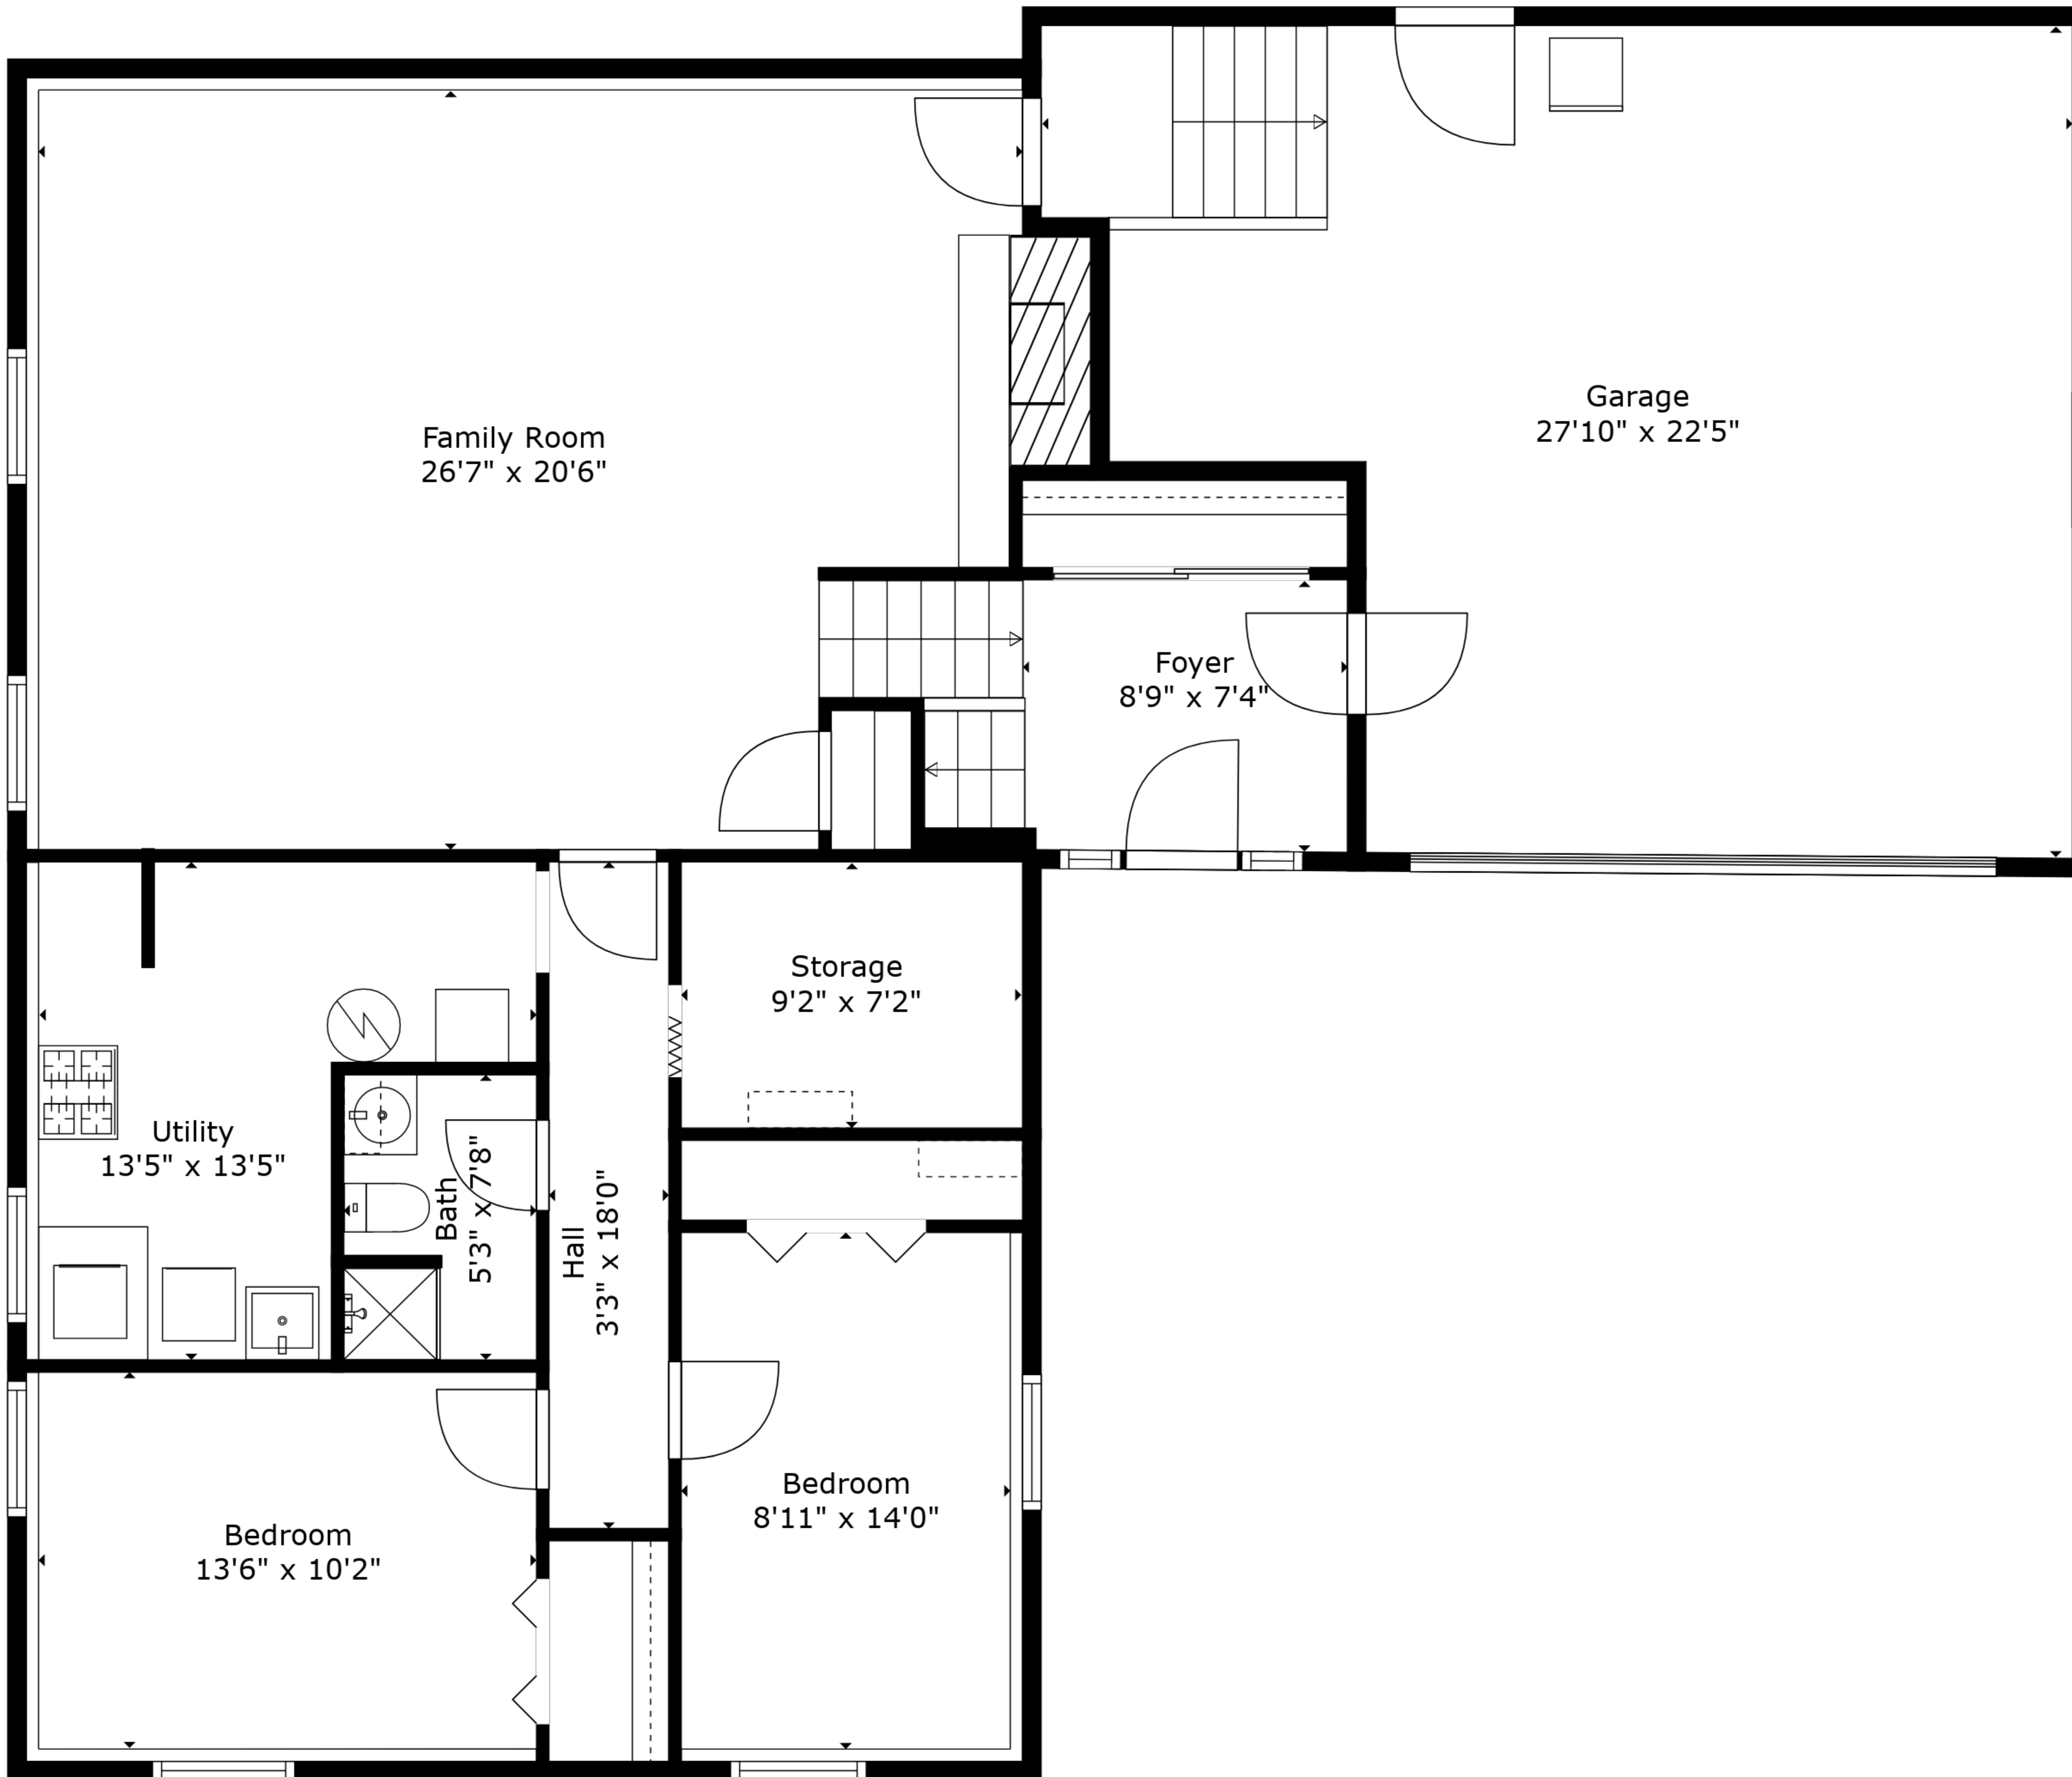 Garage
27'10" x 22'5"
Family Room
26'7" x 20'6"
Foyer
8'9" x 7'4"
Storage
9'2" x 7'2"
Utility
13'5" x 13'5"
Bath
5'3" x 7'8"
Hall
3'3" x 18'0"
Bedroom
8'11" x 14'0"
Bedroom
13'6" x 10'2"